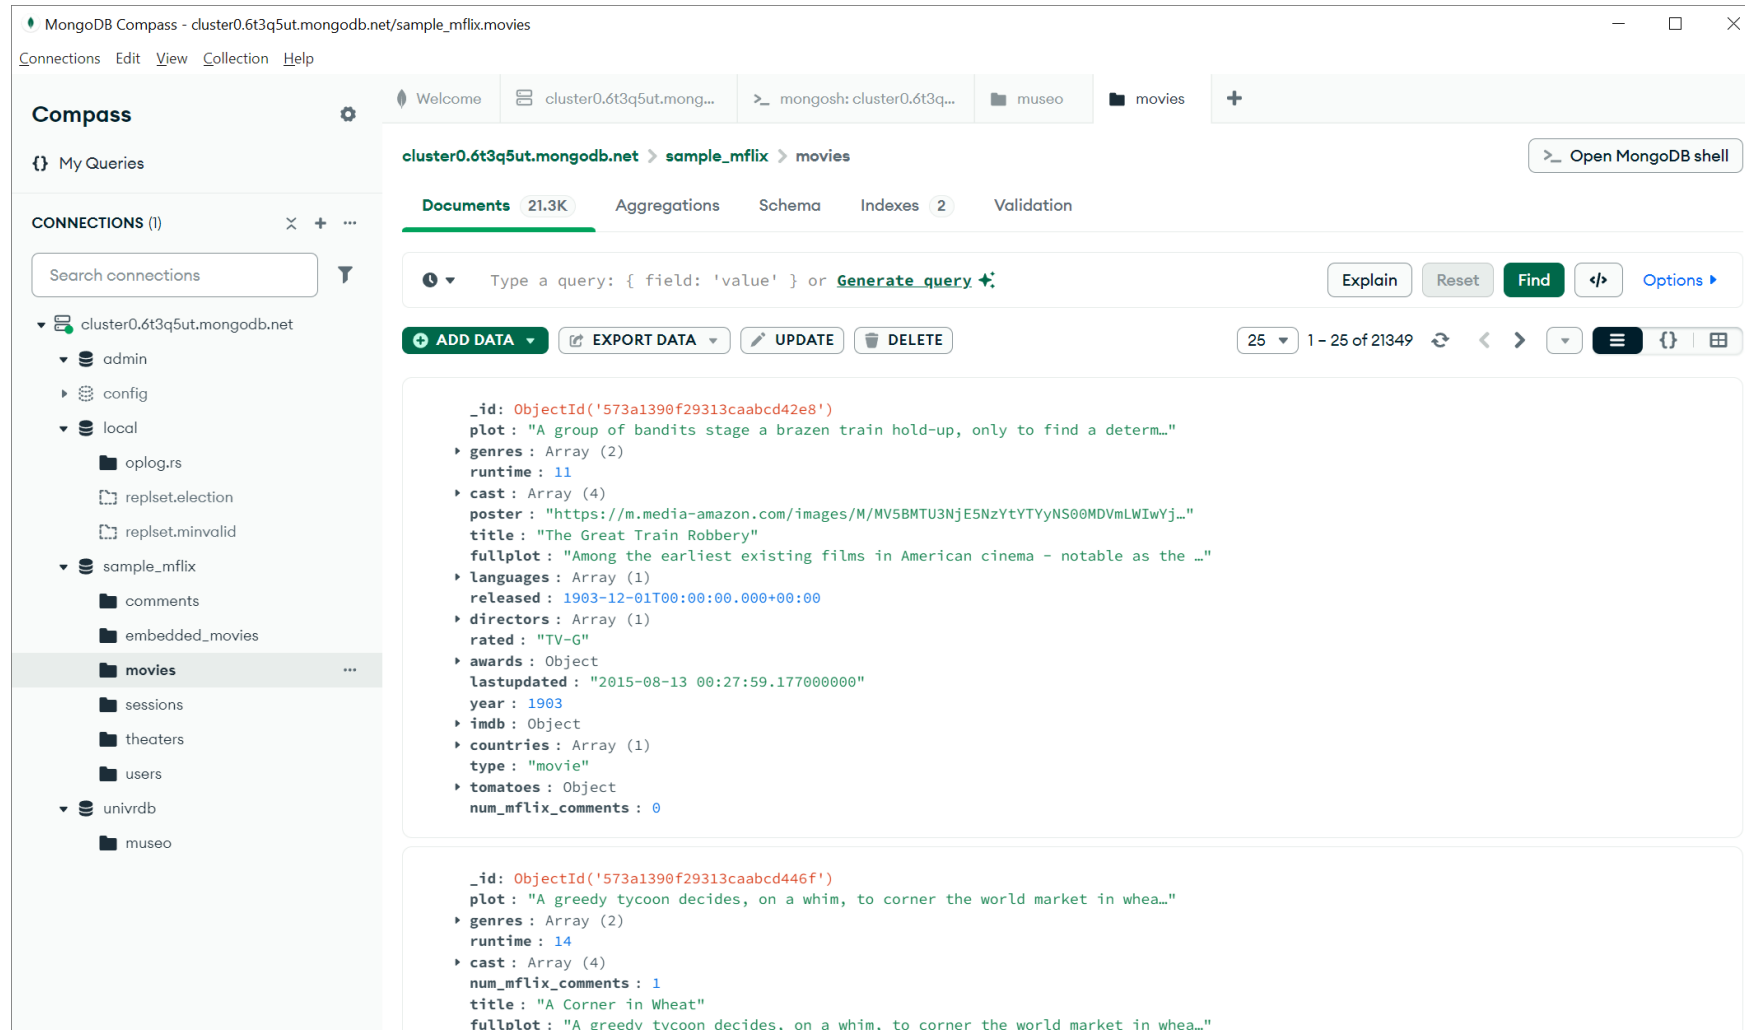 MongoDB Compass - cluster0.6t3q5ut.mongodb.net/sample_mflix.movies
Connections Edit View Collection Help
Compass
My Queries
CONNECTIONS (1)
Search connections
cluster0.6t3q5ut.mongodb.net
admin
config
local
oplog.rs
replset.election
replset.minvalid
sample_mflix
comments
embedded_movies
movies
sessions
theaters
users
univrdb
museo
Welcome cluster0.6t3q5ut.mong... mongosh: cluster0.6t3q... museo movies
cluster0.6t3q5ut.mongodb.net > sample_mflix > movies Open MongoDB shell
Documents 21.3K Aggregations Schema Indexes 2 Validation
Type a query: { field: 'value' } or Generate query Explain Reset Find </> Options
ADD DATA EXPORT DATA UPDATE DELETE 25 1 – 25 of 21349
_id: ObjectId('573a1390f29313caabcd42e8')
plot : "A group of bandits stage a brazen train hold-up, only to find a determ…"
genres : Array (2)
runtime : 11
cast : Array (4)
poster : "https://m.media-amazon.com/images/M/MV5BMTU3NjE5NzYtYTYyNS00MDVmLWIwYj…"
title : "The Great Train Robbery"
fullplot : "Among the earliest existing films in American cinema - notable as the …"
languages : Array (1)
released : 1903-12-01T00:00:00.000+00:00
directors : Array (1)
rated : "TV-G"
awards : Object
lastupdated : "2015-08-13 00:27:59.177000000"
year : 1903
imdb : Object
countries : Array (1)
type : "movie"
tomatoes : Object
num_mflix_comments : 0
_id: ObjectId('573a1390f29313caabcd446f')
plot : "A greedy tycoon decides, on a whim, to corner the world market in whea…"
genres : Array (2)
runtime : 14
cast : Array (4)
num_mflix_comments : 1
title : "A Corner in Wheat"
fullplot : "A greedy tycoon decides, on a whim, to corner the world market in whea…"